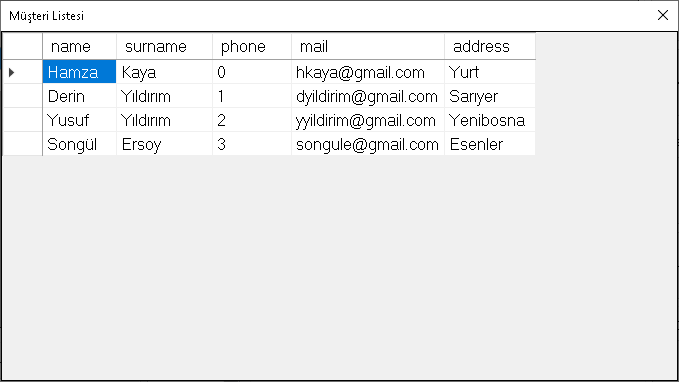 Müşteri Listesi
name surname phone mail address
Hamza Kaya 0 hkaya@gmail.com Yurt
Derin Yıldırım 1 dyildirim@gmail.com Sarıyer
Yusuf Yıldırım 2 yyildirim@gmail.com Yenibosna
Songül Ersoy 3 songule@gmail.com Esenler